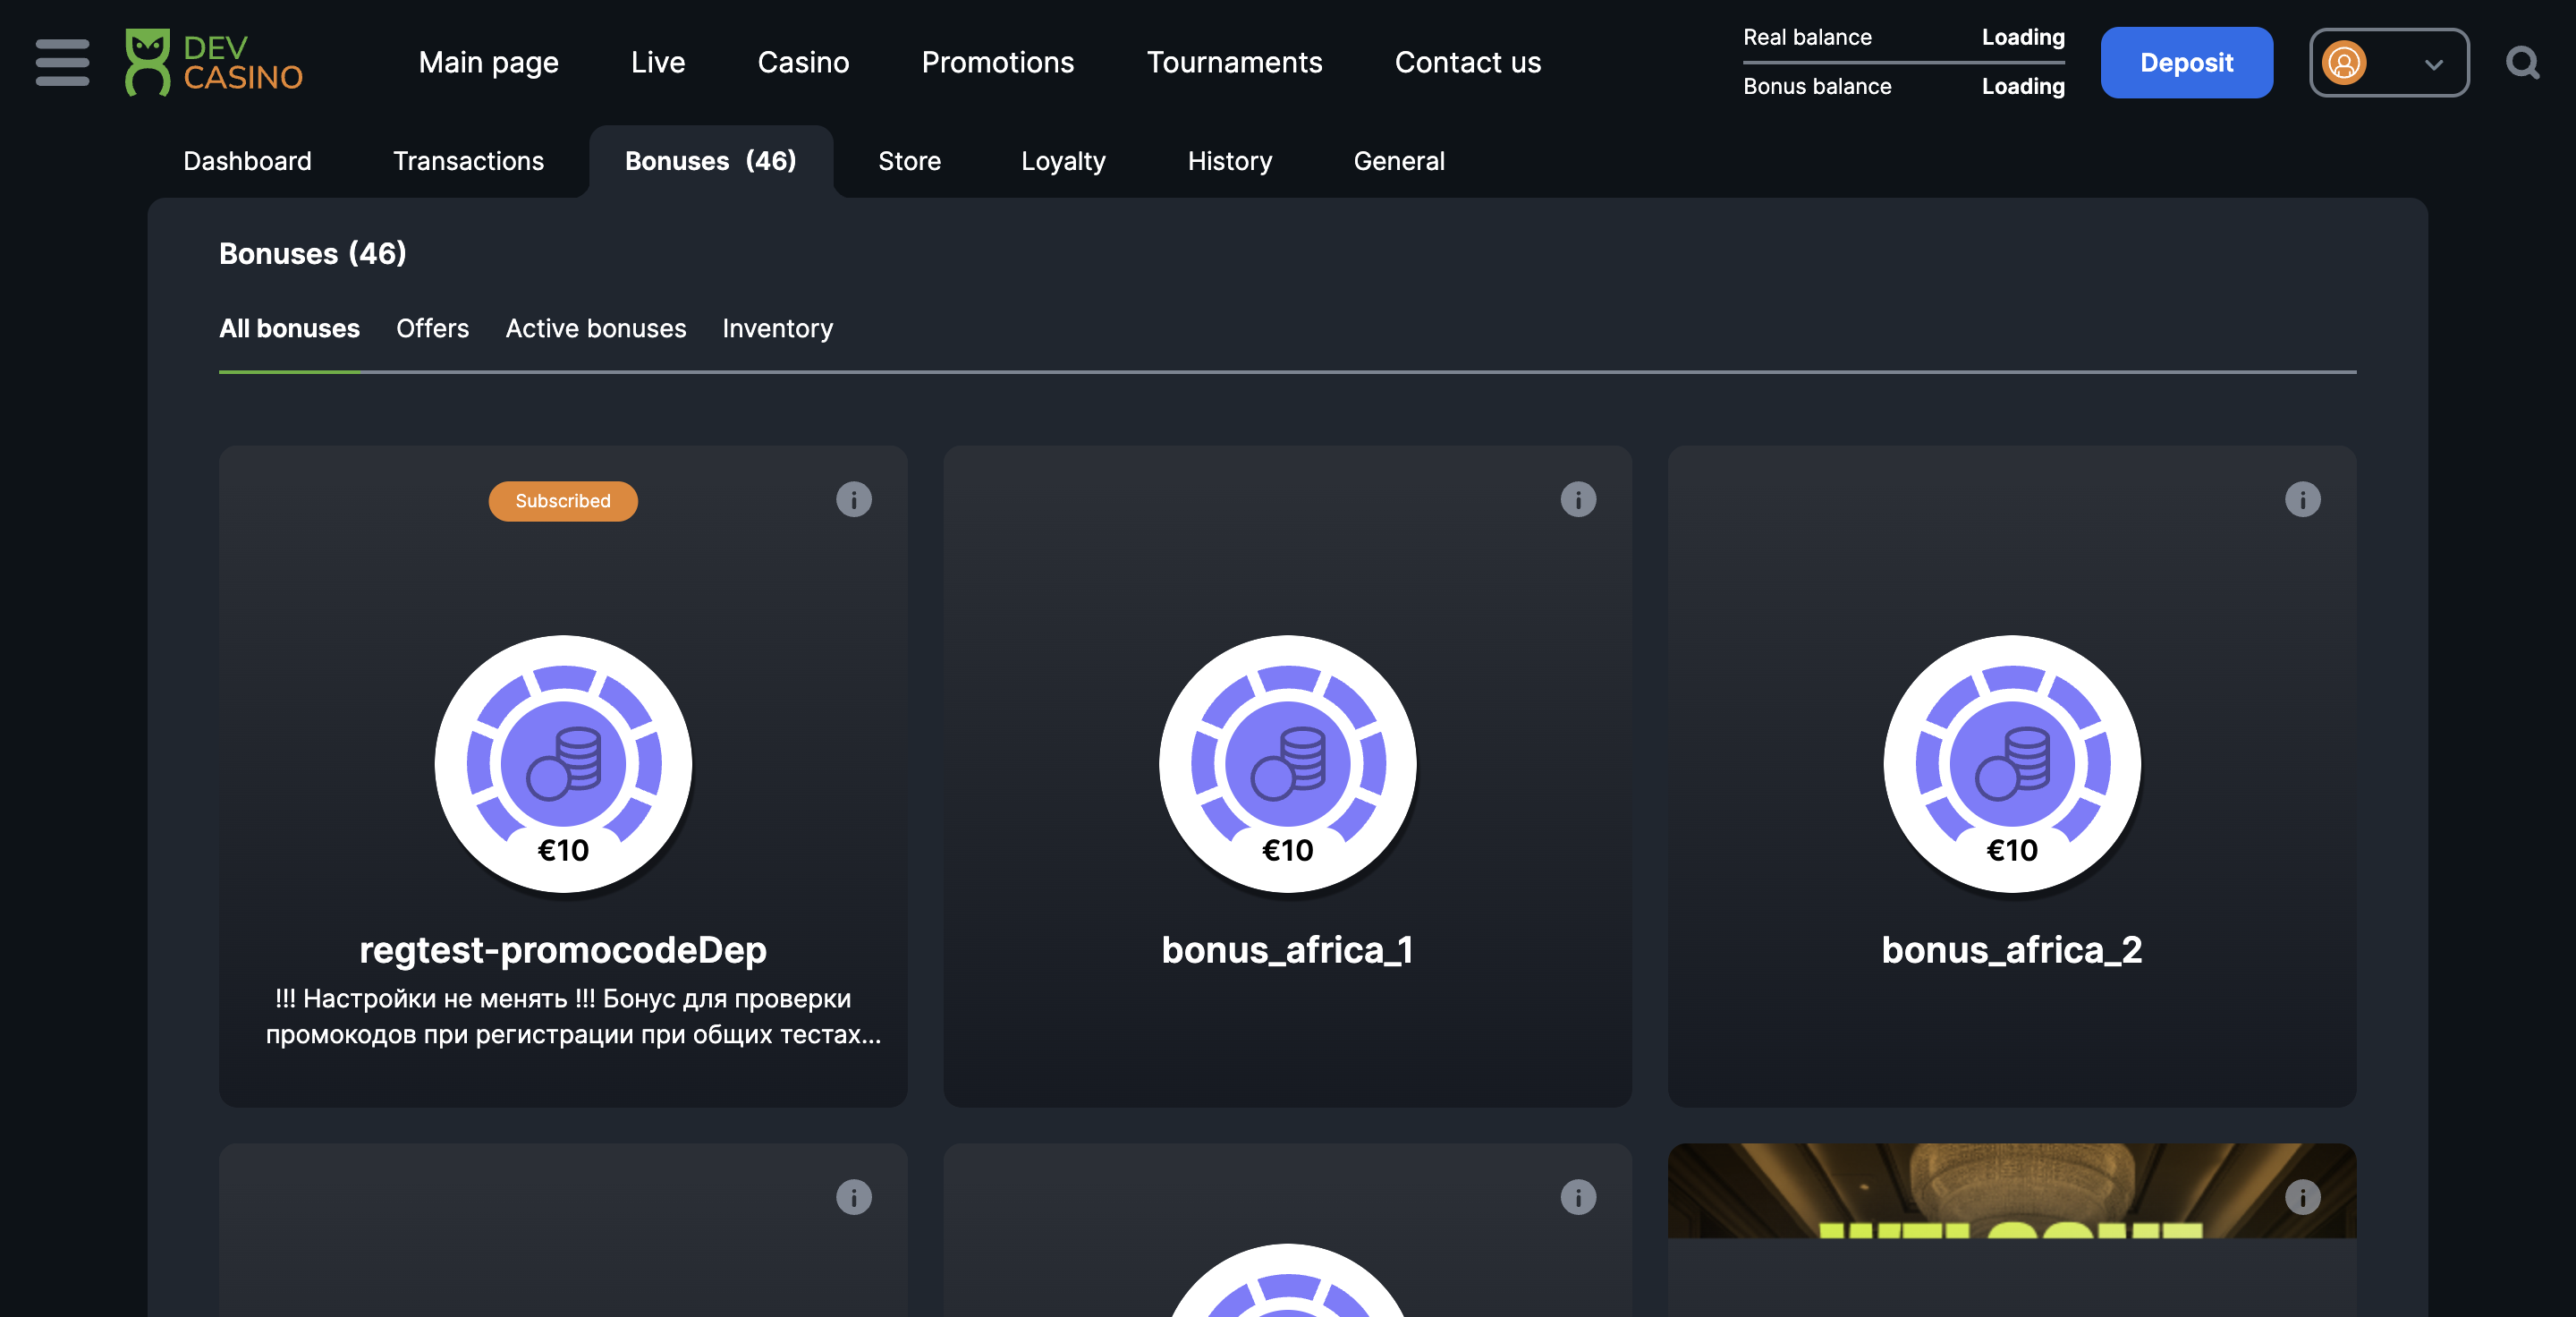 DEV
CASINO
Main page
Live
Casino
Promotions
Tournaments
Contact us
Real balance
Loading
Bonus balance
Loading
Deposit
Dashboard
Transactions
Bonuses (46)
Store
Loyalty
History
General
Bonuses (46)
All bonuses
Offers
Active bonuses
Inventory
Subscribed
€10
€10
€10
regtest-promocodeDep
bonus_africa_1
bonus_africa_2
!!! Настройки не менять !!! Бонус для проверки
промокодов при регистрации при общих тестах...